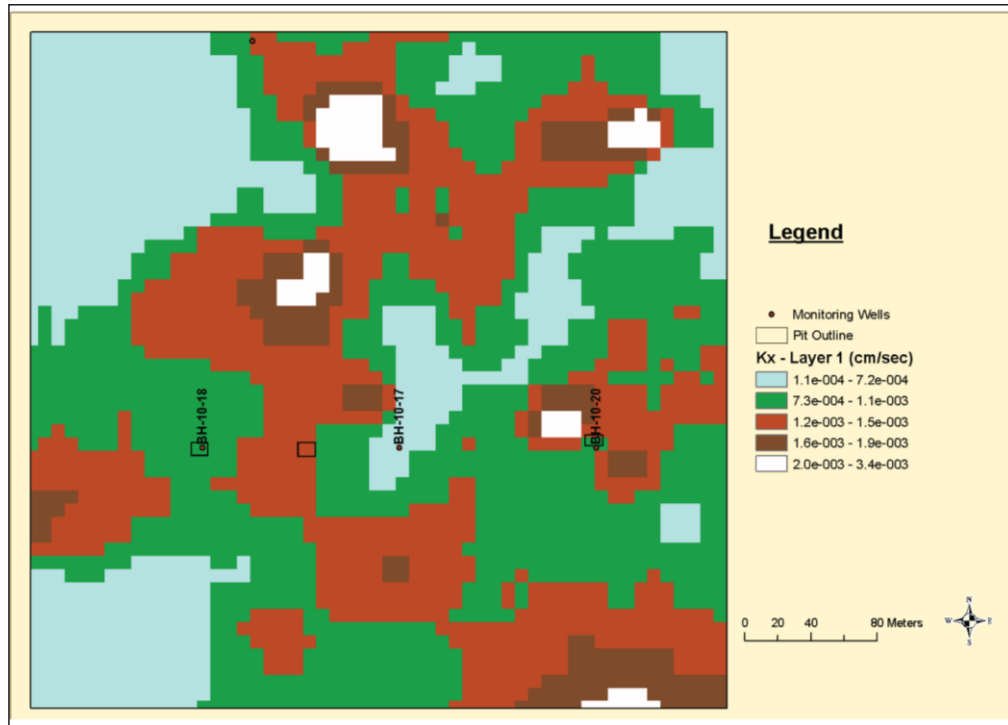 BH-10-18
BH-10-17
BH-10-20
Legend
Monitoring Wells
Pit Outline
Kx - Layer 1 (cm/sec)
1.1e-004 - 7.2e-004
7.3e-004 - 1.1e-003
1.2e-003 - 1.5e-003
1.6e-003 - 1.9e-003
2.0e-003 - 3.4e-003
0 20 40 80 Meters
N
W E
S